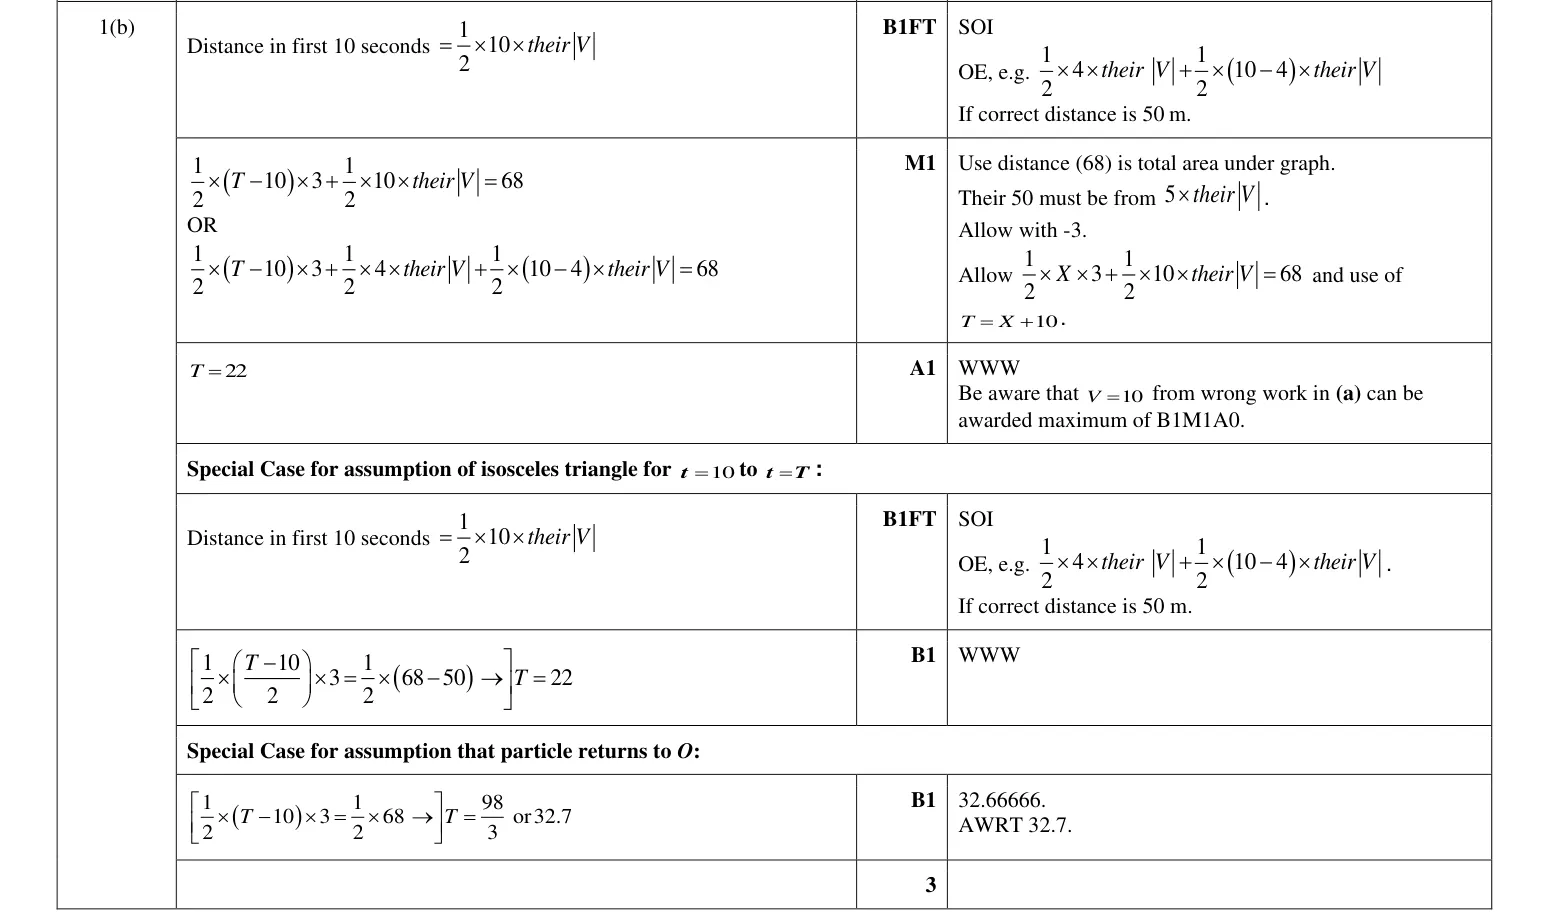 1(b)
Distance in first 10 seconds = 1/2 × 10 × their |V|
B1FT
SOI
OE, e.g. 1/2 × 4 × their |V| + 1/2 × (10 − 4) × their |V|
If correct distance is 50 m.
1/2 × (T − 10) × 3 + 1/2 × 10 × their |V| = 68
OR
1/2 × (T − 10) × 3 + 1/2 × 4 × their |V| + 1/2 × (10 − 4) × their |V| = 68
M1
Use distance (68) is total area under graph.
Their 50 must be from 5 × their |V|.
Allow with -3.
Allow 1/2 × X × 3 + 1/2 × 10 × their |V| = 68 and use of
T = X + 10.
T = 22
A1
WWW
Be aware that V = 10 from wrong work in (a) can be
awarded maximum of B1M1A0.
Special Case for assumption of isosceles triangle for t = 10 to t = T :
Distance in first 10 seconds = 1/2 × 10 × their |V|
B1FT
SOI
OE, e.g. 1/2 × 4 × their |V| + 1/2 × (10 − 4) × their |V|.
If correct distance is 50 m.
[1/2 × ((T − 10)/2) × 3 = 1/2 × (68 − 50) →] T = 22
B1
WWW
Special Case for assumption that particle returns to O:
[1/2 × (T − 10) × 3 = 1/2 × 68 →] T = 98/3 or 32.7
B1
32.66666.
AWRT 32.7.
3